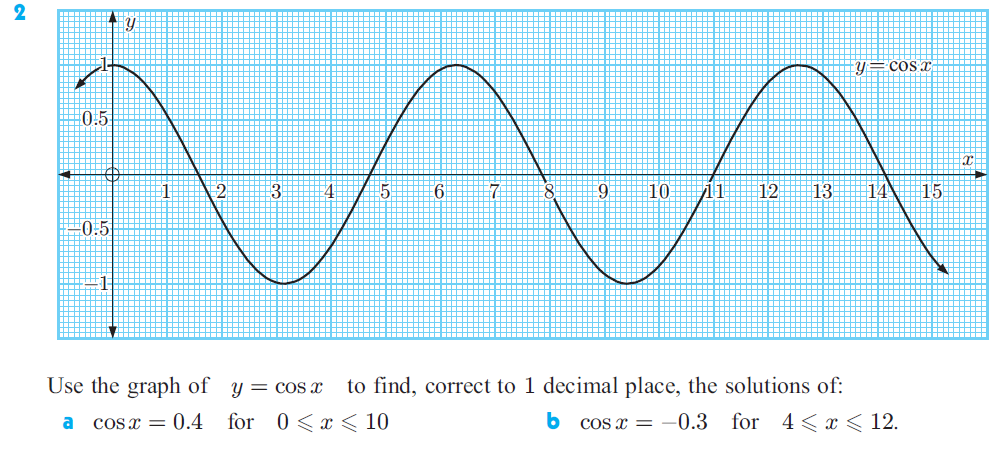 2
y
1
y = cos x
0.5
x
1 2 3 4 5 6 7 8 9 10 11 12 13 14 15
−0.5
−1
Use the graph of y = cos x to find, correct to 1 decimal place, the solutions of:
a cos x = 0.4 for 0 ⩽ x ⩽ 10 b cos x = −0.3 for 4 ⩽ x ⩽ 12.